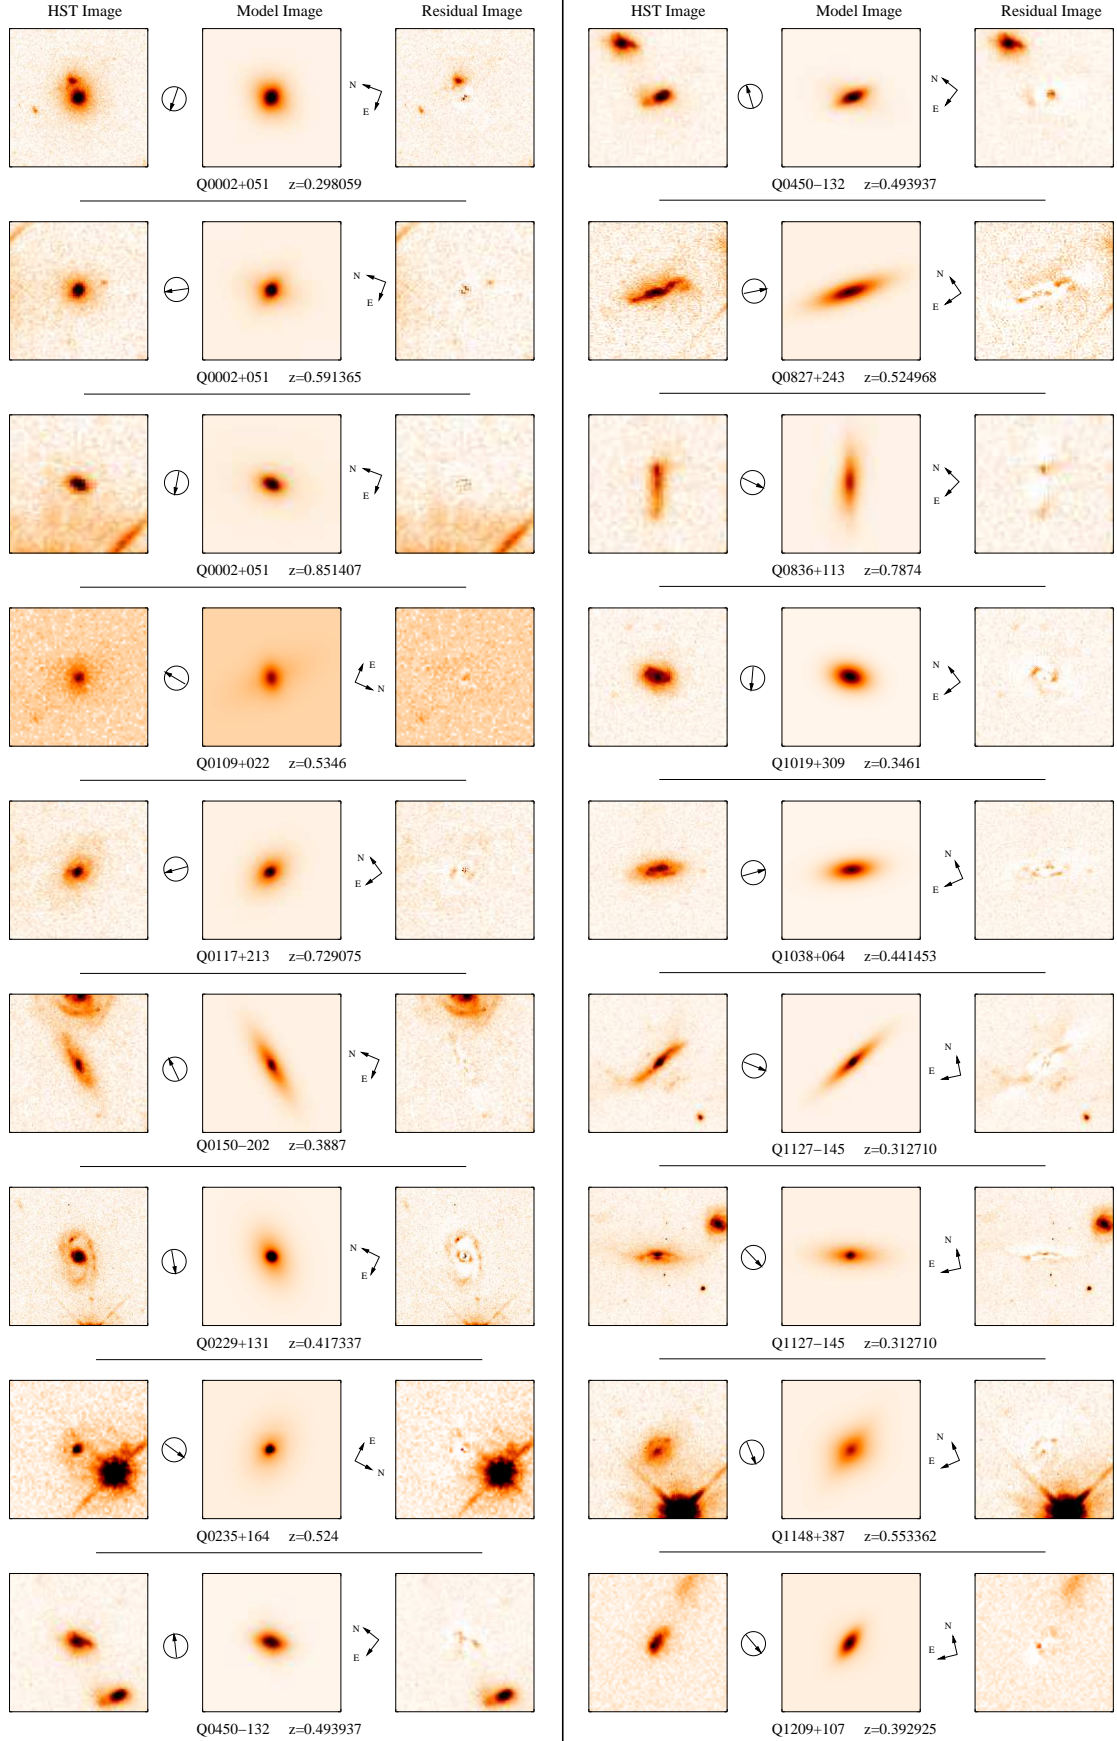 HST Image Model Image Residual Image
N
E
Q0002+051 z=0.298059
N
E
Q0002+051 z=0.591365
N
E
Q0002+051 z=0.851407
E
N
Q0109+022 z=0.5346
N
E
Q0117+213 z=0.729075
N
E
Q0150−202 z=0.3887
N
E
Q0229+131 z=0.417337
E
N
Q0235+164 z=0.524
N
E
Q0450−132 z=0.493937
HST Image Model Image Residual Image
N
E
Q0450−132 z=0.493937
N
E
Q0827+243 z=0.524968
N
E
Q0836+113 z=0.7874
N
E
Q1019+309 z=0.3461
N
E
Q1038+064 z=0.441453
N
E
Q1127−145 z=0.312710
N
E
Q1127−145 z=0.312710
N
E
Q1148+387 z=0.553362
N
E
Q1209+107 z=0.392925